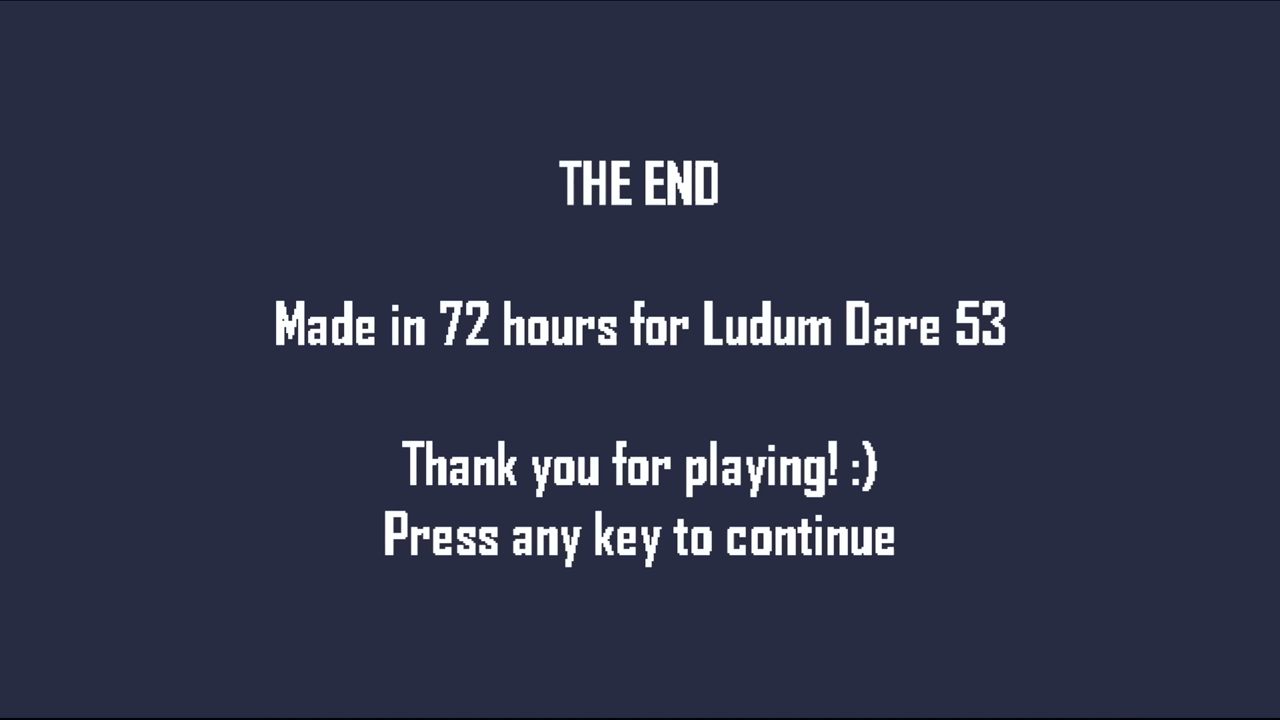 THE END
Made in 72 hours for Ludum Dare 53
Thank you for playing! :)
Press any key to continue